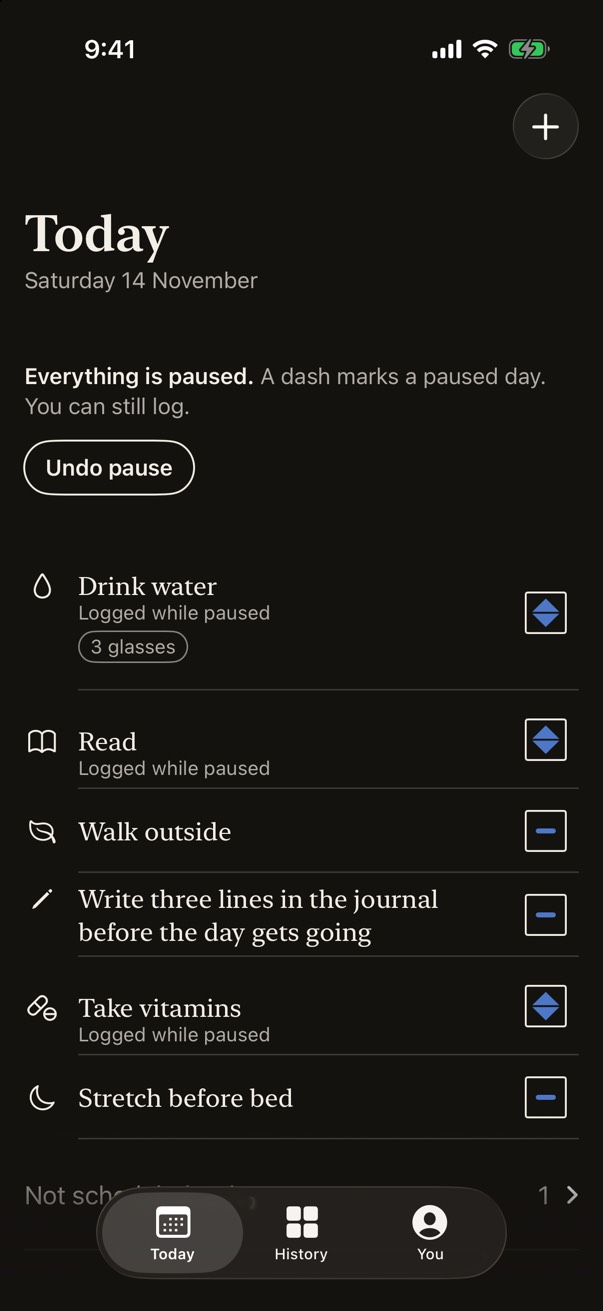 9:41
Today
Saturday 14 November
Everything is paused. A dash marks a paused day.
You can still log.
Undo pause
Drink water
Logged while paused
3 glasses
Read
Logged while paused
Walk outside
Write three lines in the journal
before the day gets going
Take vitamins
Logged while paused
Stretch before bed
Not 1
Today
History
You